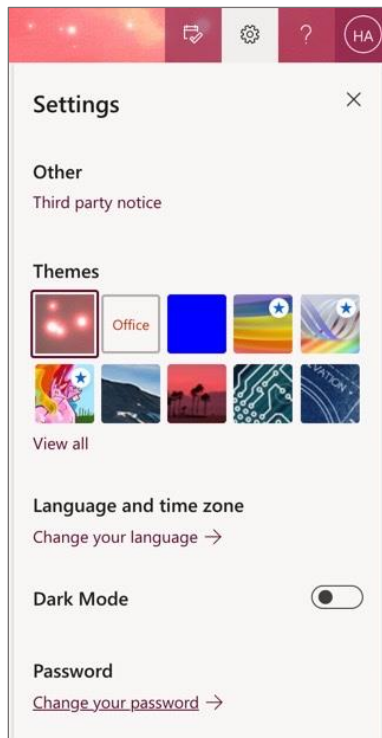 ? HA
Settings
Other
Third party notice
Themes
Office
VATION
View all
Language and time zone
Change your language →
Dark Mode
Password
Change your password →